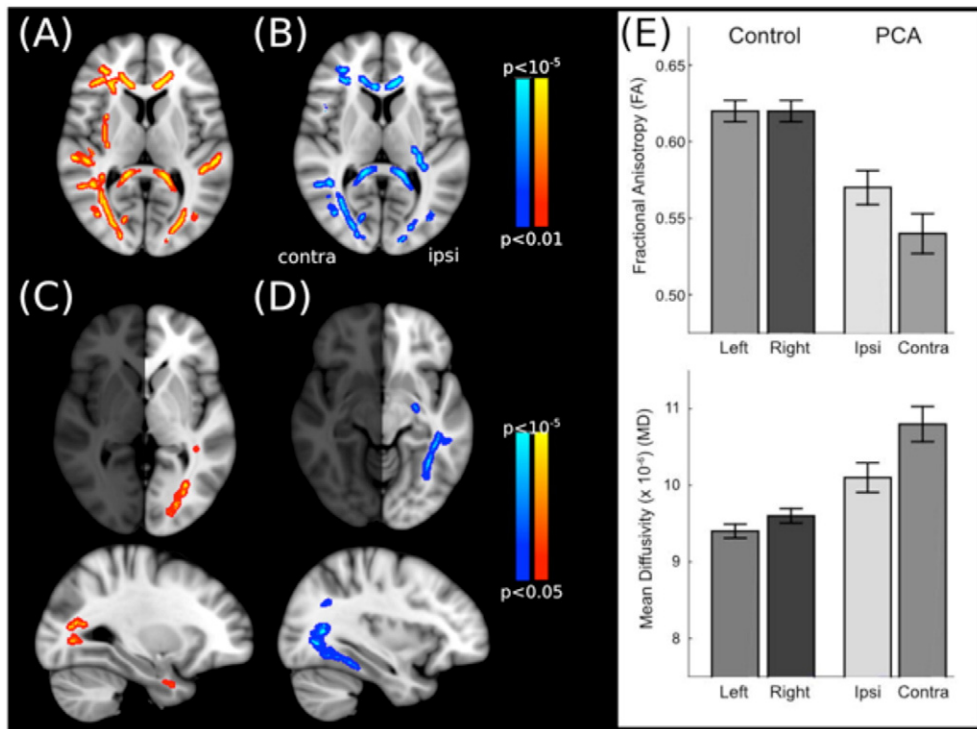 (A)
(B)
p<10⁻⁵
p<0.01
contra
ipsi
(C)
(D)
p<10⁻⁵
p<0.05
(E)
Control
PCA
Fractional Anisotropy (FA)
0.65
0.60
0.55
0.50
Left
Right
Ipsi
Contra
Mean Diffusivity (x 10⁻⁶) (MD)
11
10
9
8
Left
Right
Ipsi
Contra